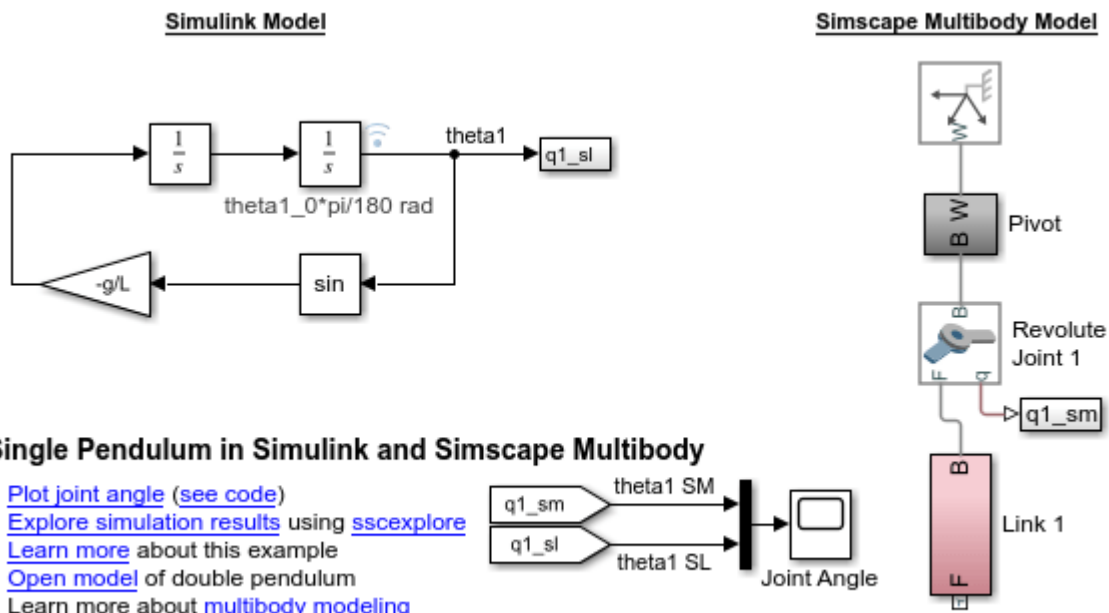 Simulink Model
Simscape Multibody Model
W
1
s
1
s
theta1
q1_sl
theta1_0*pi/180 rad
B W
Pivot
-g/L
sin
B
F
q
Revolute
Joint 1
q1_sm
Single Pendulum in Simulink and Simscape Multibody
Plot joint angle (see code)
Explore simulation results using sscexplore
Learn more about this example
Open model of double pendulum
Learn more about multibody modeling
q1_sm
theta1 SM
q1_sl
theta1 SL
Joint Angle
B
Link 1
F